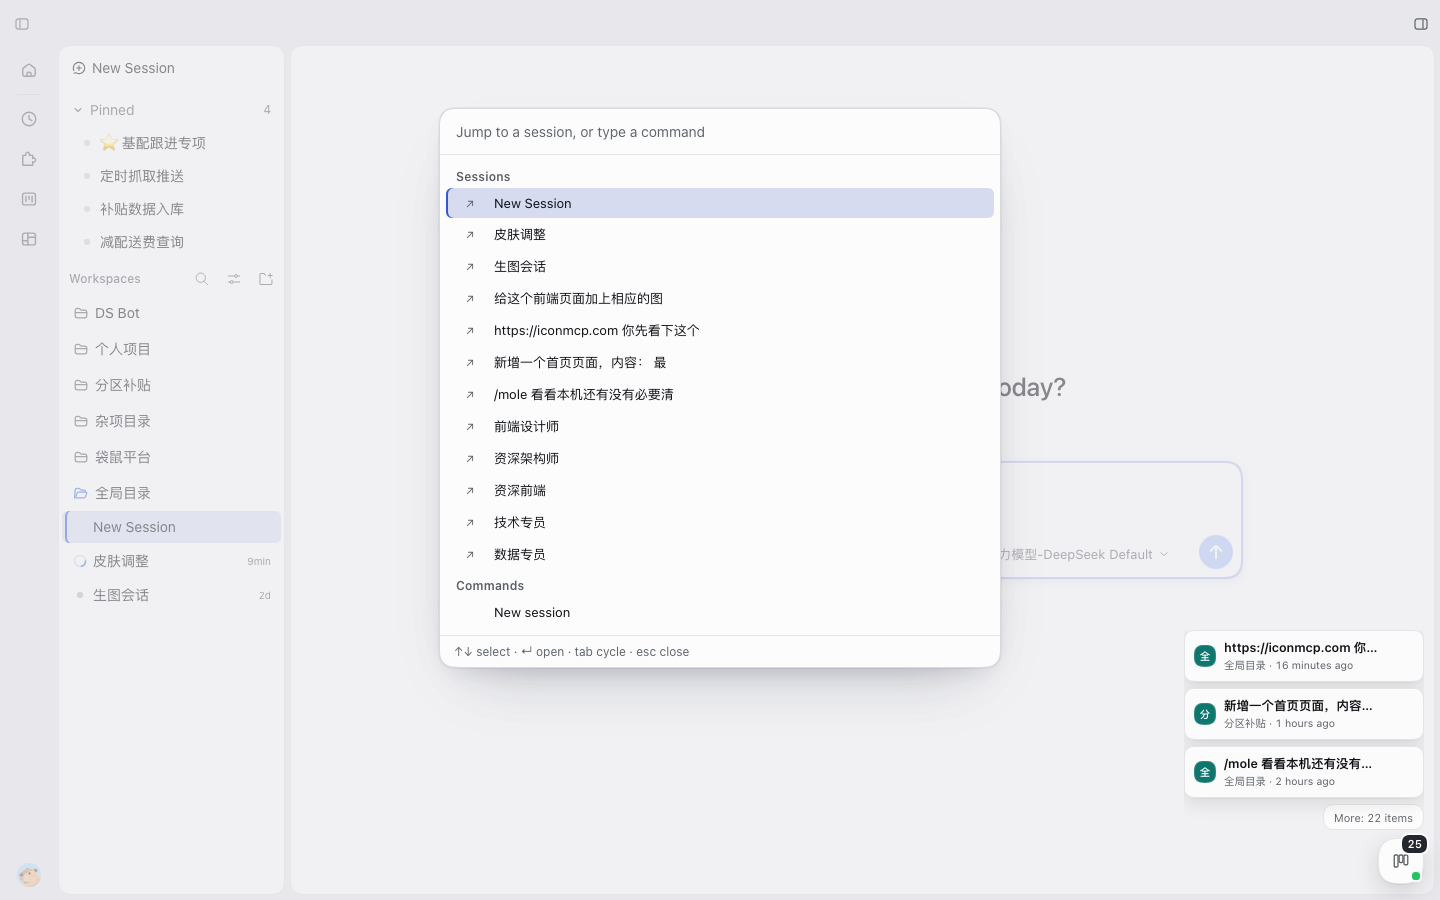 New Session
Pinned
4
⭐ 基配跟进专项
定时抓取推送
补贴数据入库
减配送费查询
Workspaces
DS Bot
个人项目
分区补贴
杂项目录
袋鼠平台
全局目录
New Session
皮肤调整
9min
生图会话
2d
Jump to a session, or type a command
Sessions
New Session
皮肤调整
生图会话
给这个前端页面加上相应的图
https://iconmcp.com 你先看下这个
新增一个首页页面，内容： 最
/mole 看看本机还有没有必要清
前端设计师
资深架构师
资深前端
技术专员
数据专员
Commands
New session
↑↓ select · ↵ open · tab cycle · esc close
oday?
力模型-DeepSeek Default
全
https://iconmcp.com 你...
全局目录 · 16 minutes ago
分
新增一个首页页面，内容...
分区补贴 · 1 hours ago
全
/mole 看看本机还有没有...
全局目录 · 2 hours ago
More: 22 items
25